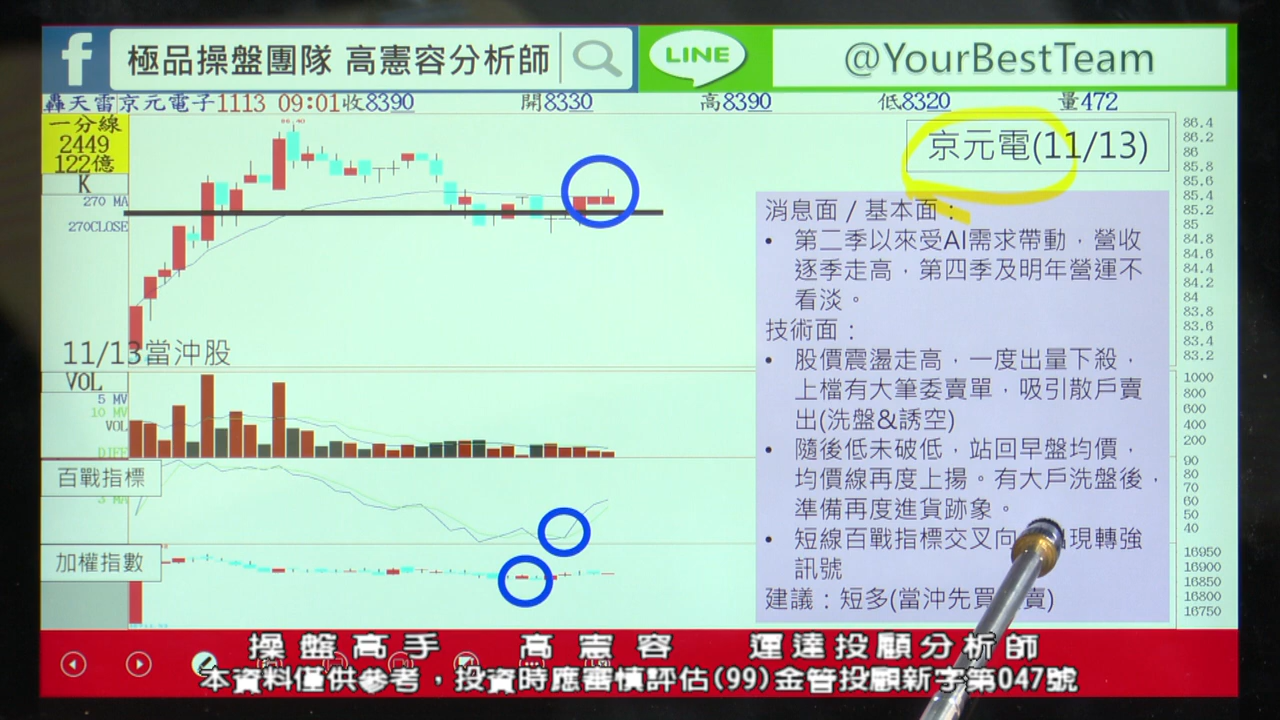 f 極品操盤團隊 高憲容分析師
LINE @YourBestTeam
轟天雷京元電子1113 09:01收8390 開8330 高8390 低8320 量472
一分線
2449
122億
K
270 MA
270CLOSE
86.40
京元電(11/13)
消息面 / 基本面：
• 第二季以來受AI需求帶動，營收
逐季走高，第四季及明年營運不
看淡。
技術面：
• 股價震盪走高，一度出量下殺，
上檔有大筆委賣單，吸引散戶賣
出(洗盤&誘空)
• 隨後低未破低，站回早盤均價，
均價線再度上揚。有大戶洗盤後，
準備再度進貨跡象。
• 短線百戰指標交叉向 現轉強
訊號
建議：短多(當沖先買 賣)
86.4
86.2
86
85.8
85.6
85.4
85.2
85
84.8
84.6
84.4
84.2
84
83.8
83.6
83.4
83.2
11/13當沖股
VOL
5 MV
10 MV
VOL
DIFF
1000
800
600
400
200
百戰指標
3 MA
90
80
70
60
50
40
加權指數
16950
16900
16850
16800
16750
操盤高手 高憲容 運達投顧分析師
本資料僅供參考，投資時應審慎評估(99)金管投顧新字第047號